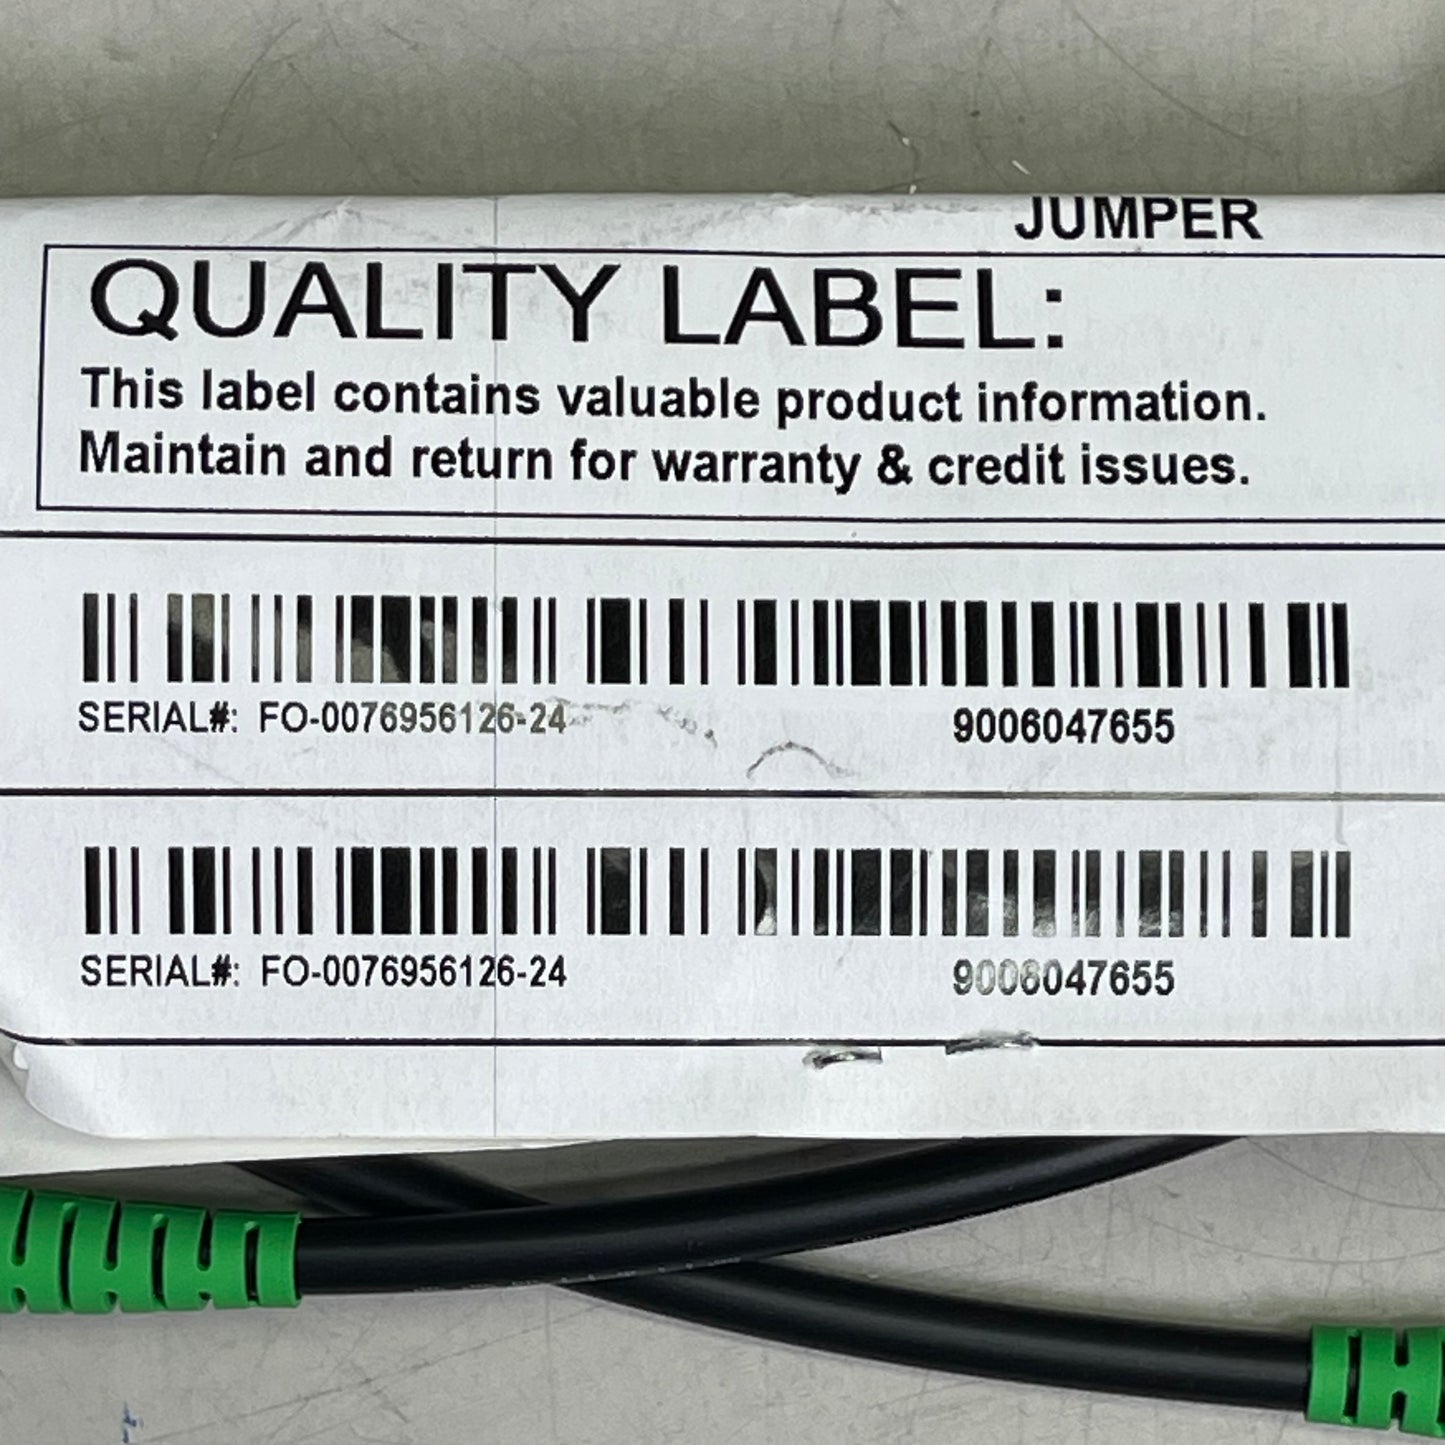 JUMPER
QUALITY LABEL:
This label contains valuable product information.
Maintain and return for warranty & credit issues.
SERIAL#: FO-0076956126-24 9006047655
SERIAL#: FO-0076956126-24 9006047655